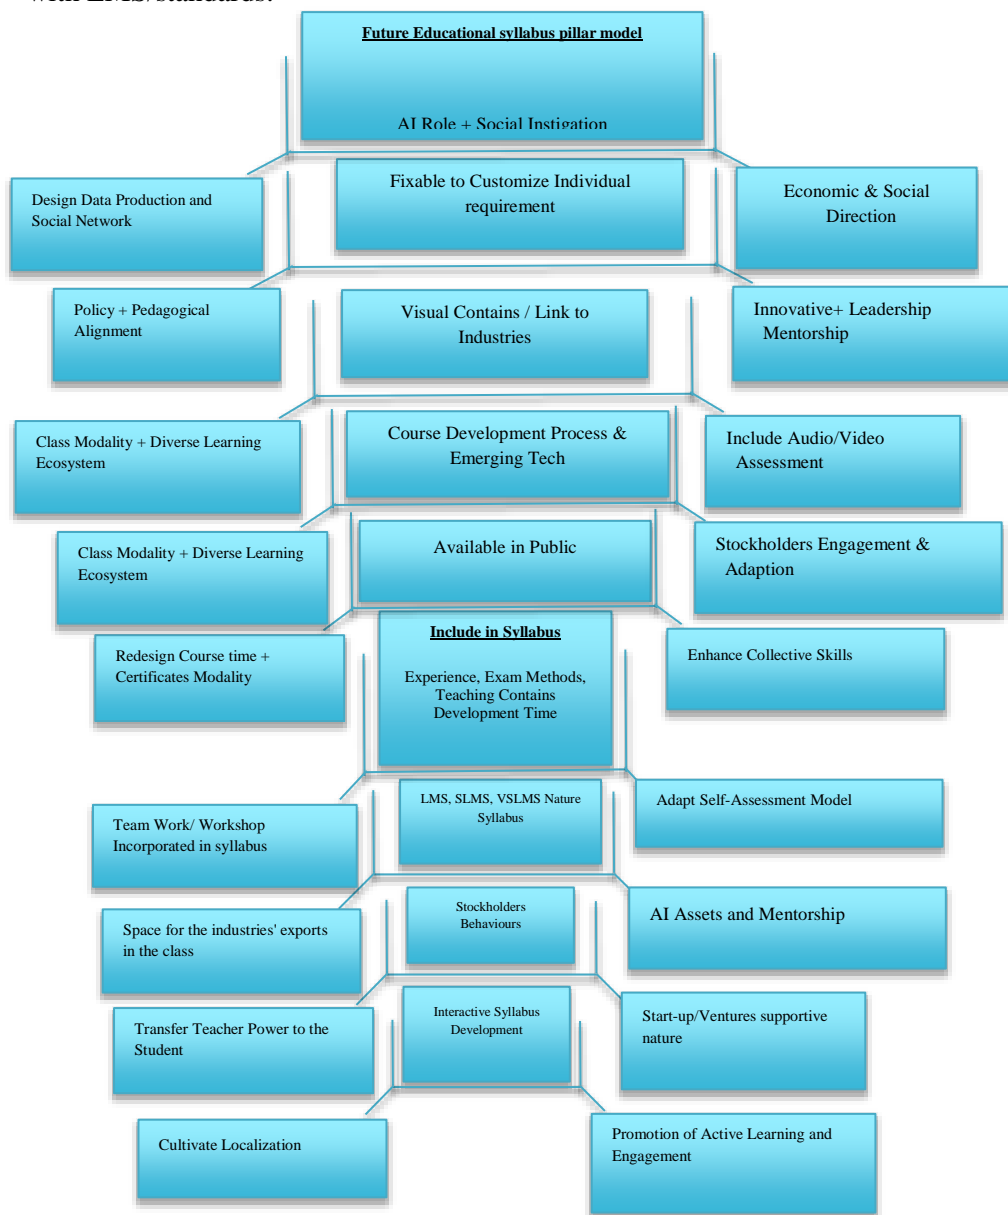 with LMS/standards.
Future Educational syllabus pillar model
AI Role + Social Instigation
Design Data Production and
Social Network
Fixable to Customize Individual
requirement
Economic & Social
Direction
Policy + Pedagogical
Alignment
Visual Contains / Link to
Industries
Innovative+ Leadership
Mentorship
Class Modality + Diverse Learning
Ecosystem
Course Development Process &
Emerging Tech
Include Audio/Video
Assessment
Class Modality + Diverse Learning
Ecosystem
Available in Public
Stockholders Engagement &
Adaption
Redesign Course time +
Certificates Modality
Include in Syllabus
Experience, Exam Methods,
Teaching Contains
Development Time
Enhance Collective Skills
Team Work/ Workshop
Incorporated in syllabus
LMS, SLMS, VSLMS Nature
Syllabus
Adapt Self-Assessment Model
Space for the industries' exports
in the class
Stockholders
Behaviours
AI Assets and Mentorship
Transfer Teacher Power to the
Student
Interactive Syllabus
Development
Start-up/Ventures supportive
nature
Cultivate Localization
Promotion of Active Learning and
Engagement